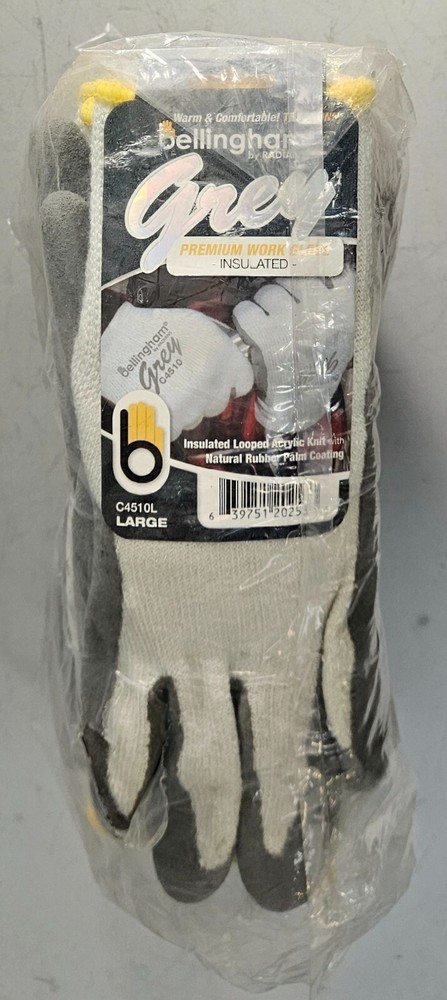 Warm & Comfortable!
bellingham
by RADIA
Grey
PREMIUM WORK GLOVE
- INSULATED -
bellingham
Grey
C4510
b
Insulated Looped Acrylic Knit with
Natural Rubber Palm Coating
C4510L
LARGE
6 39751 2025